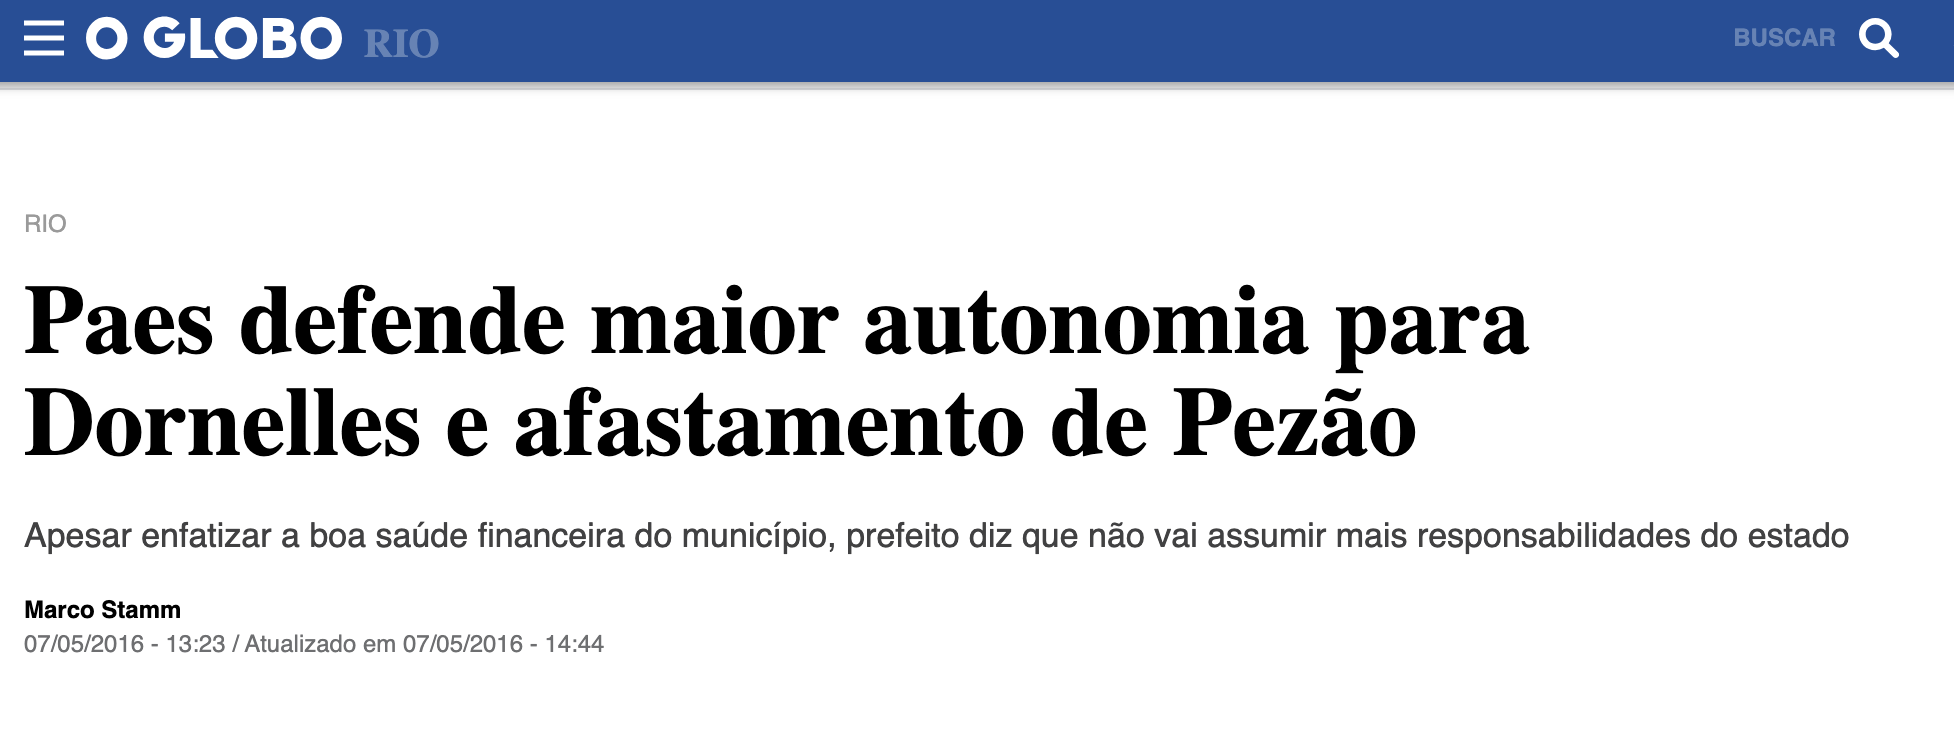 O GLOBO RIO BUSCAR
RIO
Paes defende maior autonomia para
Dornelles e afastamento de Pezão
Apesar enfatizar a boa saúde financeira do município, prefeito diz que não vai assumir mais responsabilidades do estado
Marco Stamm
07/05/2016 - 13:23 / Atualizado em 07/05/2016 - 14:44